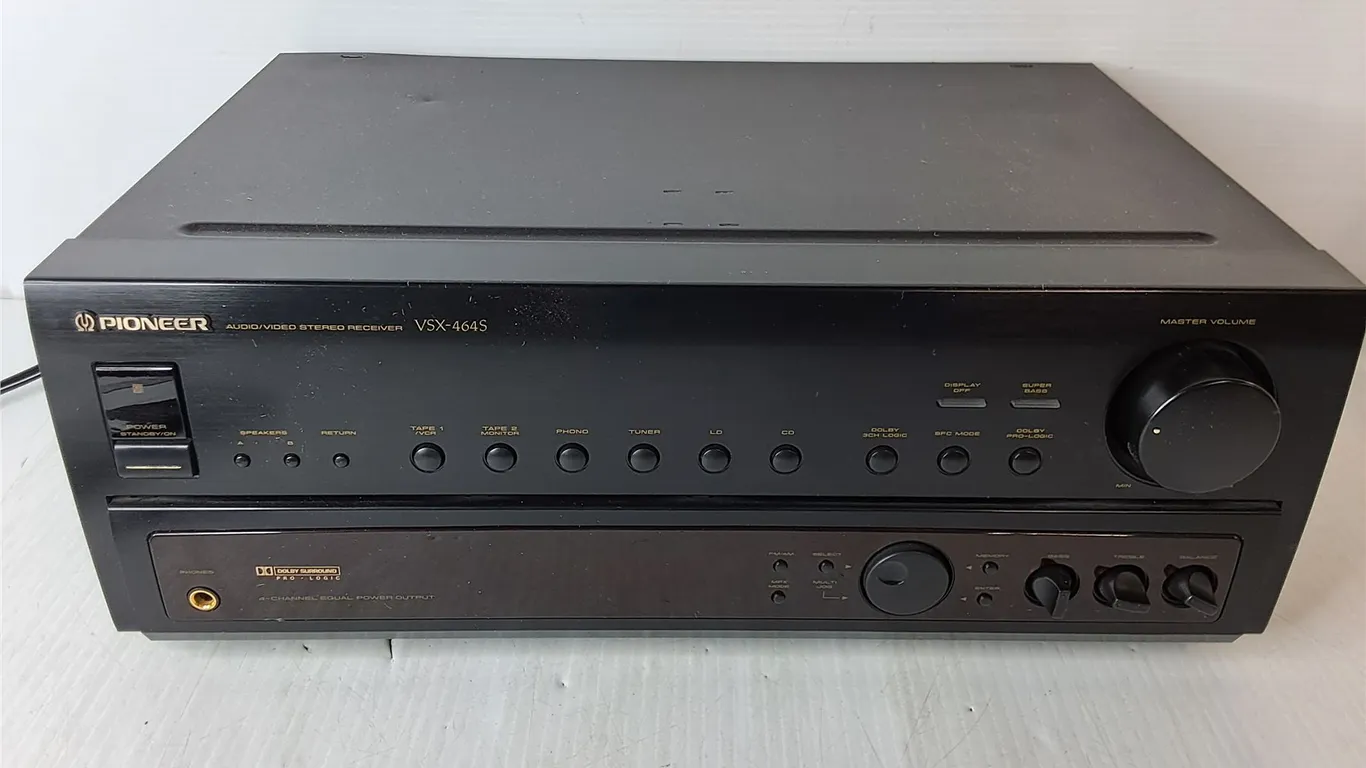 PIONEER AUDIO/VIDEO STEREO RECEIVER VSX-464S
MASTER VOLUME
DISPLAY
OFF
SUPER
BASS
POWER
STANDBY/ON
SPEAKERS
A B
RETURN
TAPE 1
/VCR
TAPE 2
MONITOR
PHONO
TUNER
LD
CD
DOLBY
3CH LOGIC
SFC MODE
DOLBY
PRO-LOGIC
MIN
PHONES
DOLBY SURROUND
PRO · LOGIC
4-CHANNEL EQUAL POWER OUTPUT
FM/AM
SELECT
MPX
MODE
MULTI
JOG
MEMORY
ENTER
BASS
TREBLE
BALANCE